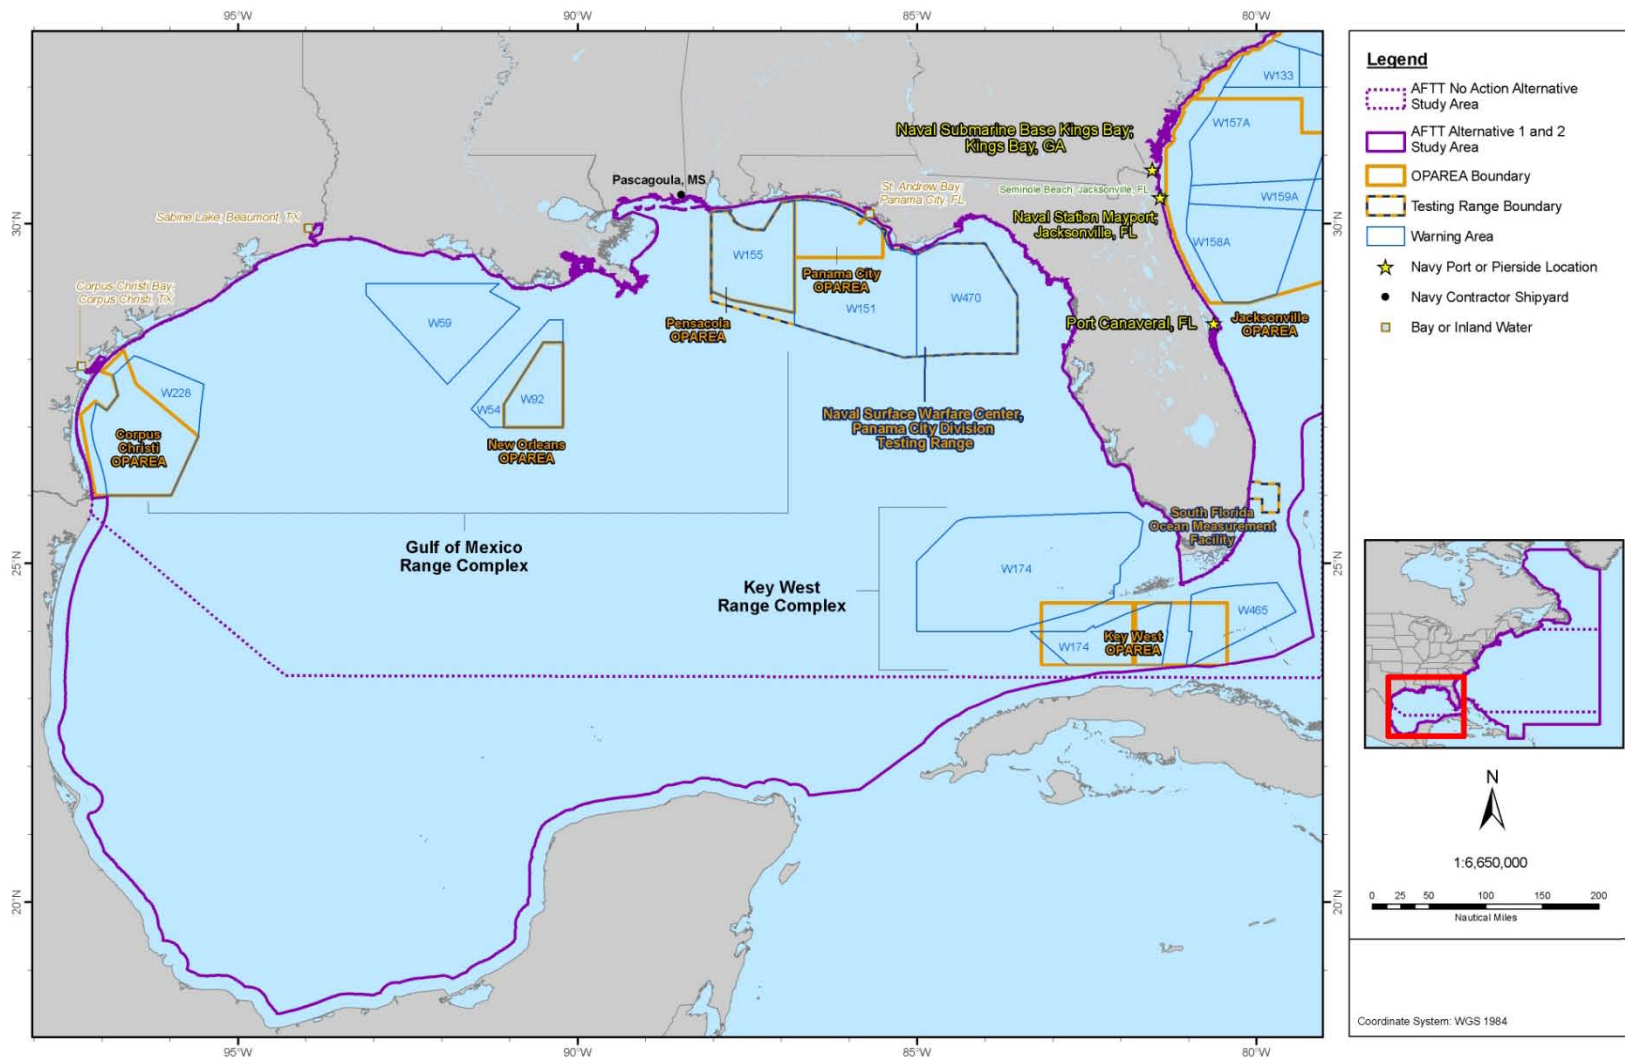 95°W
90°W
85°W
80°W
30°N
25°N
20°N
Sabine Lake, Beaumont, TX
Corpus Christi Bay;
Corpus Christi, TX
Pascagoula, MS
St. Andrew Bay
Panama City, FL
Naval Submarine Base Kings Bay;
Kings Bay, GA
Seminole Beach, Jacksonville, FL
Naval Station Mayport;
Jacksonville, FL
W133
W157A
W159A
W158A
Port Canaveral, FL
Jacksonville
OPAREA
W155
Panama City
OPAREA
W151
W470
Pensacola
OPAREA
Naval Surface Warfare Center,
Panama City Division
Testing Range
W59
W54
W92
New Orleans
OPAREA
W228
Corpus
Christi
OPAREA
Gulf of Mexico
Range Complex
South Florida
Ocean Measurement
Facility
Key West
Range Complex
W174
W174
Key West
OPAREA
W465
30°N
25°N
20°N
95°W
90°W
85°W
80°W
Legend
AFTT No Action Alternative
Study Area
AFTT Alternative 1 and 2
Study Area
OPAREA Boundary
Testing Range Boundary
Warning Area
Navy Port or Pierside Location
Navy Contractor Shipyard
Bay or Inland Water
N
1:6,650,000
0 25 50 100 150 200
Nautical Miles
Coordinate System: WGS 1984